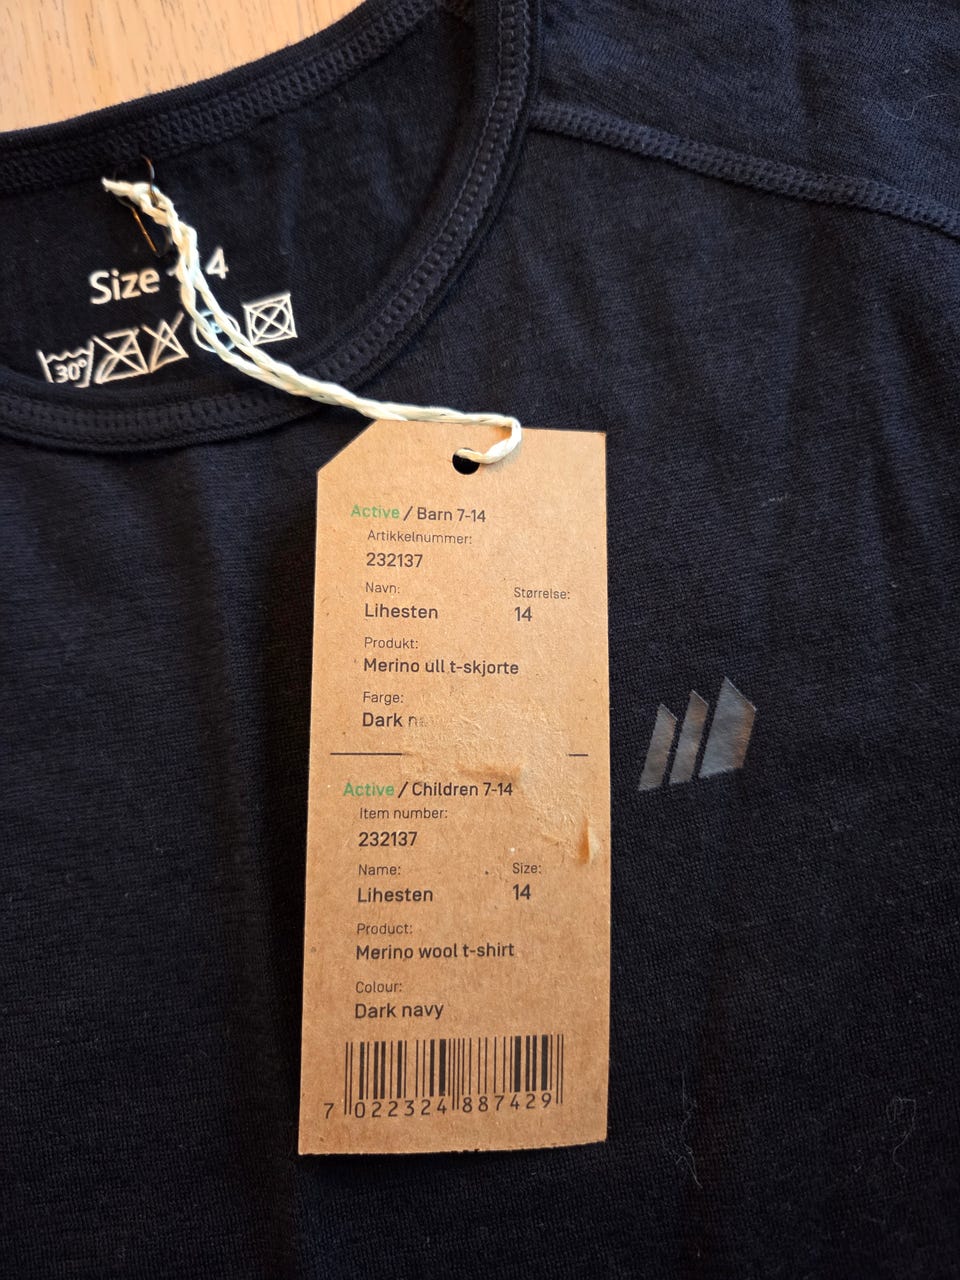 Size 4
30°
Active / Barn 7-14
Artikkelnummer:
232137
Navn: Størrelse:
Lihesten 14
Produkt:
Merino ull t-skjorte
Farge:
Dark
Active / Children 7-14
Item number:
232137
Name: Size:
Lihesten 14
Product:
Merino wool t-shirt
Colour:
Dark navy
7 022324 887429